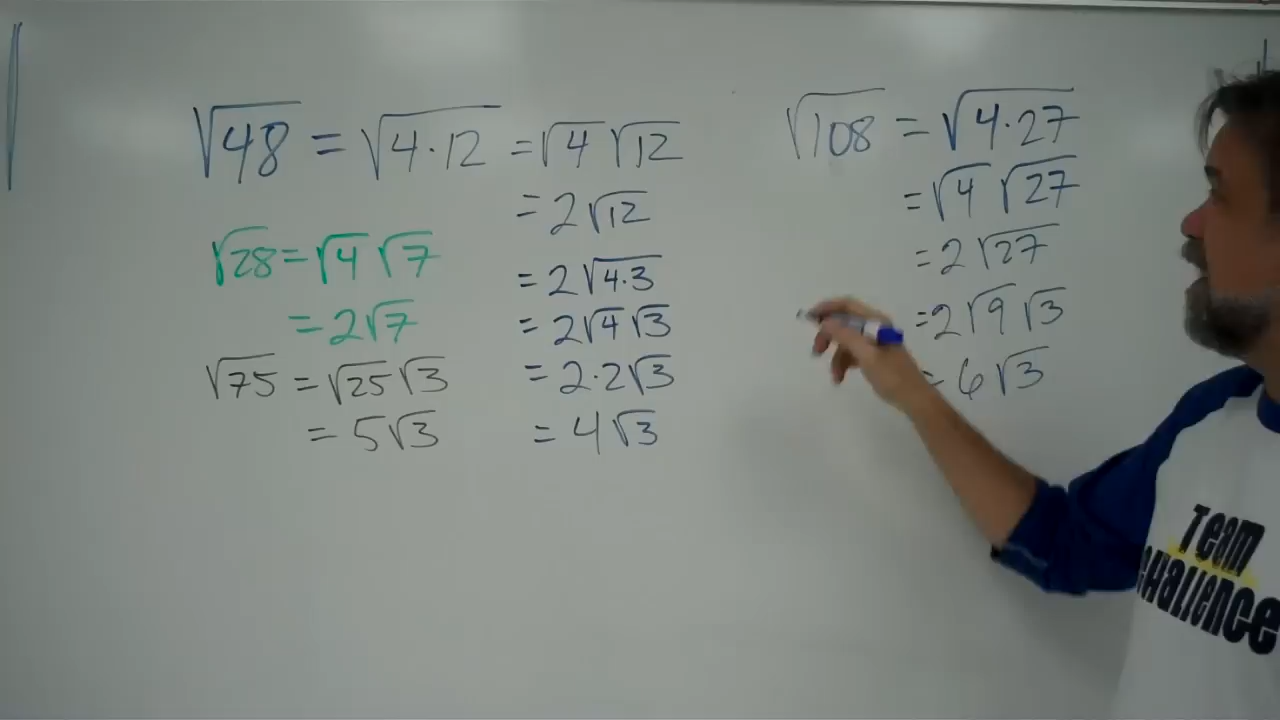 √48 = √4·12 = √4 √12
= 2√12
= 2√4·3
= 2√4 √3
= 2·2√3
= 4√3
√28 = √4 √7
= 2√7
√75 = √25 √3
= 5√3
√108 = √4·27
= √4 √27
= 2√27
= 2√9 √3
= 6√3
TEAM
CHALLENGE